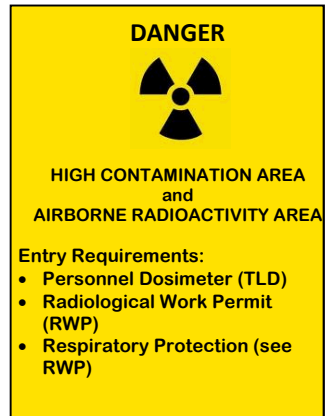 DANGER
HIGH CONTAMINATION AREA
and
AIRBORNE RADIOACTIVITY AREA
Entry Requirements:
• Personnel Dosimeter (TLD)
• Radiological Work Permit
(RWP)
• Respiratory Protection (see
RWP)